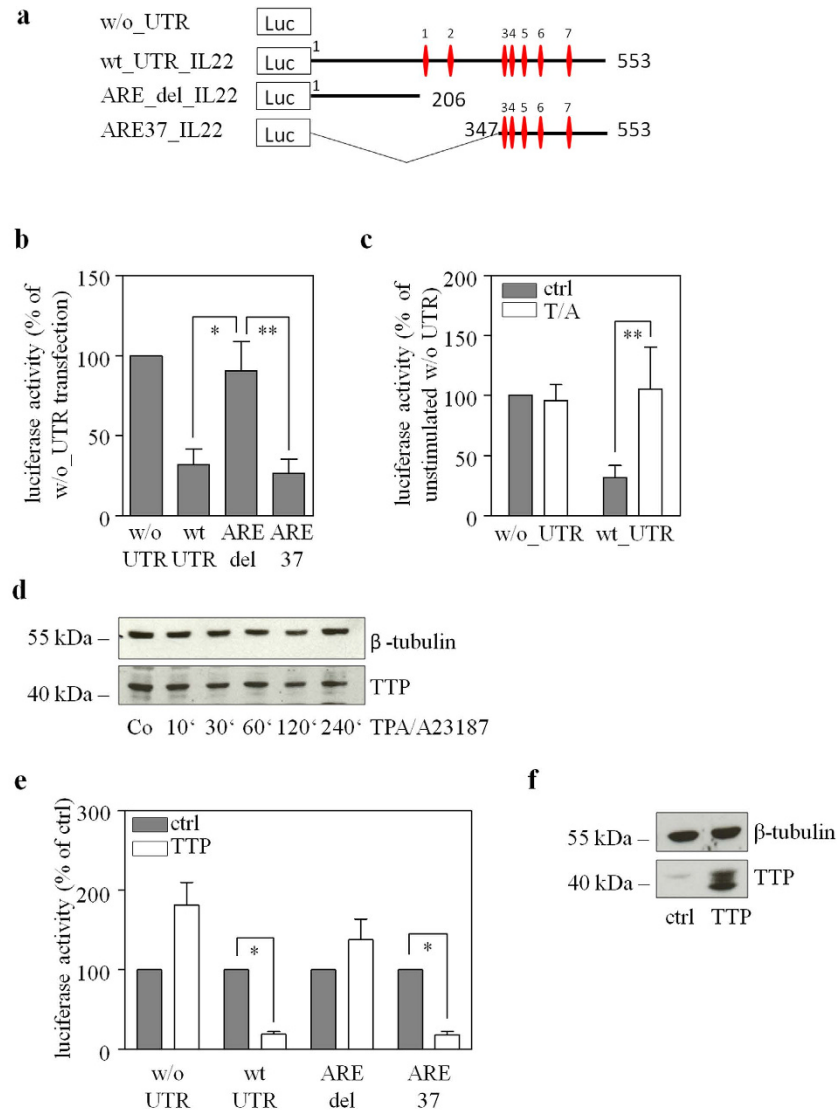 a
w/o_UTR
Luc
1 2 3 4 5 6 7
wt_UTR_IL22
Luc
1
553
ARE_del_IL22
Luc
1
206
3 4 5 6 7
ARE37_IL22
Luc
347
553
b
luciferase activity (% of
w/o_UTR transfection)
150
100
50
0
* **
w/o wt ARE ARE
UTR UTR del 37
c
luciferase activity (% of
unstimulated w/o UTR)
200
150
100
50
0
ctrl
T/A
**
w/o_UTR wt_UTR
d
55 kDa – β-tubulin
40 kDa – TTP
Co 10‘ 30‘ 60‘ 120‘ 240‘ TPA/A23187
e
luciferase activity (% of ctrl)
300
200
100
0
ctrl
TTP
* *
w/o wt ARE ARE
UTR UTR del 37
f
55 kDa – β-tubulin
40 kDa – TTP
ctrl TTP